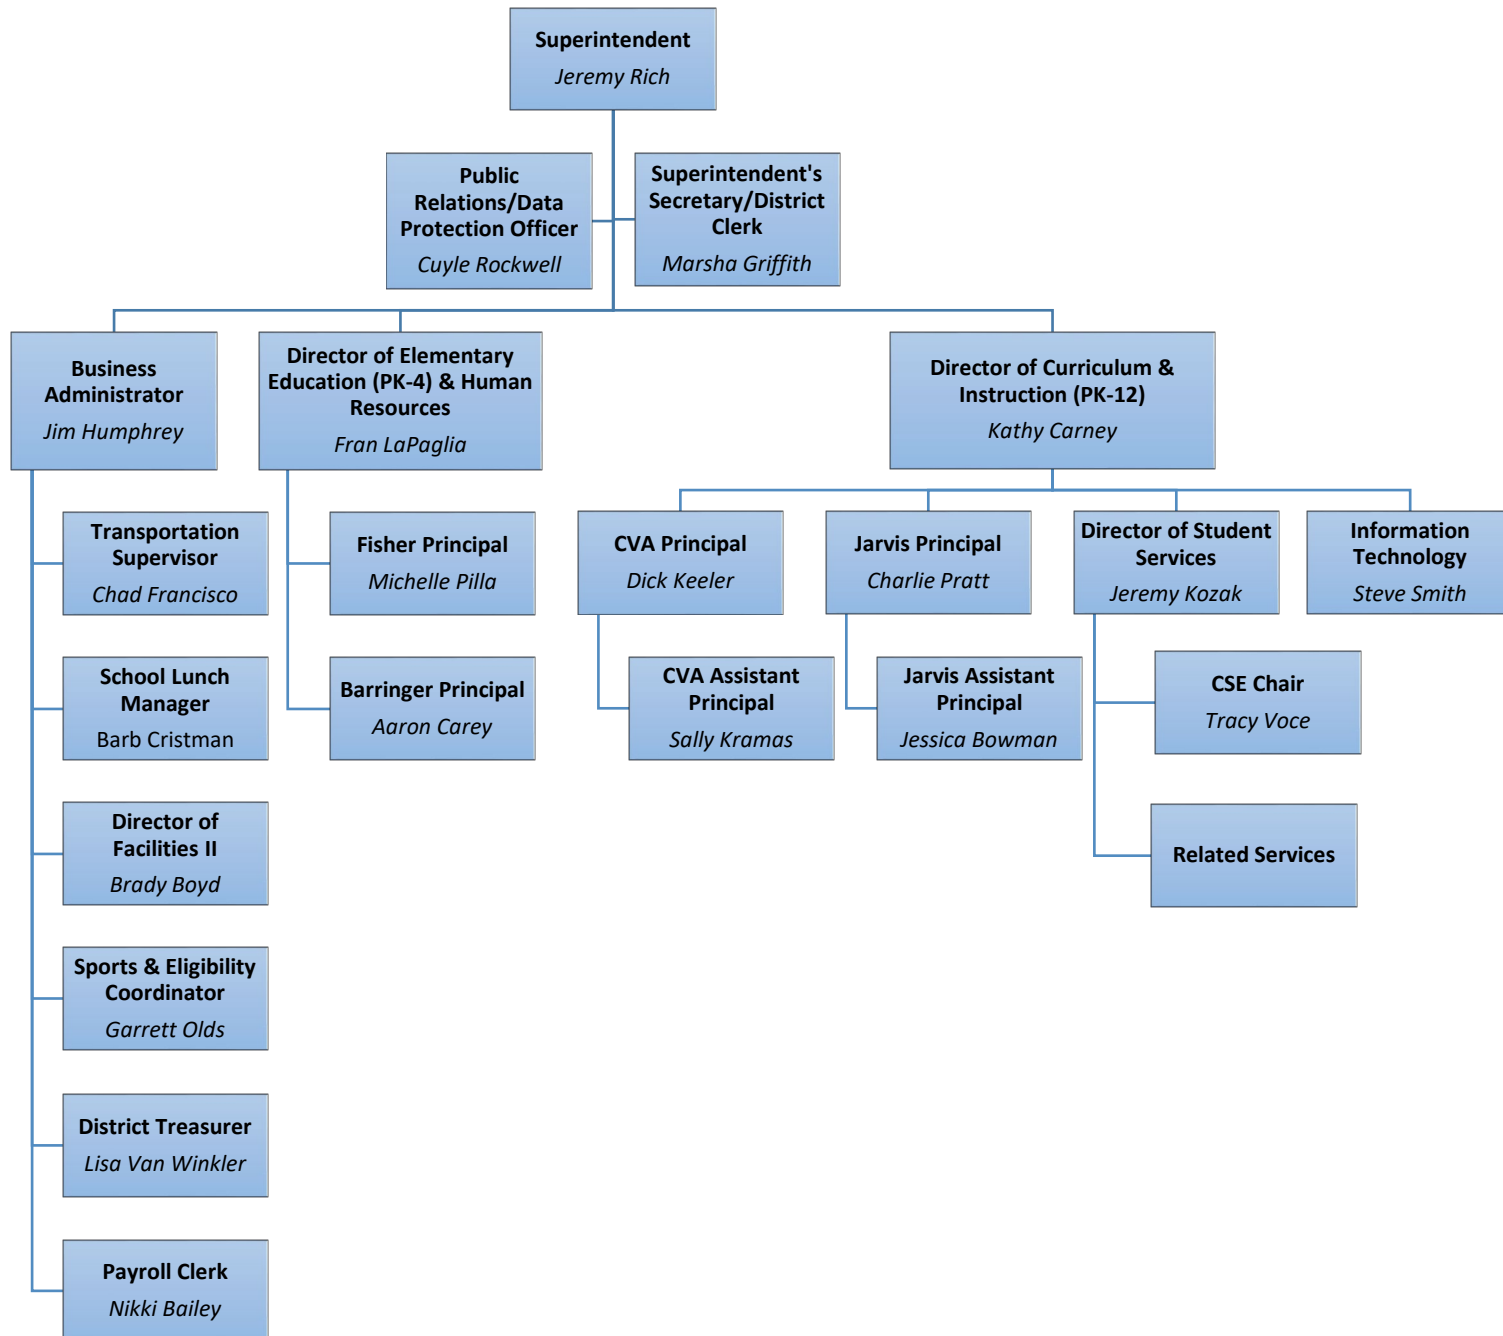 Superintendent
Jeremy Rich
Public
Relations/Data
Protection Officer
Cuyle Rockwell
Superintendent's
Secretary/District
Clerk
Marsha Griffith
Business
Administrator
Jim Humphrey
Director of Elementary
Education (PK-4) & Human
Resources
Fran LaPaglia
Director of Curriculum &
Instruction (PK-12)
Kathy Carney
Transportation
Supervisor
Chad Francisco
Fisher Principal
Michelle Pilla
CVA Principal
Dick Keeler
Jarvis Principal
Charlie Pratt
Director of Student
Services
Jeremy Kozak
Information
Technology
Steve Smith
School Lunch
Manager
Barb Cristman
Barringer Principal
Aaron Carey
CVA Assistant
Principal
Sally Kramas
Jarvis Assistant
Principal
Jessica Bowman
CSE Chair
Tracy Voce
Director of
Facilities II
Brady Boyd
Related Services
Sports & Eligibility
Coordinator
Garrett Olds
District Treasurer
Lisa Van Winkler
Payroll Clerk
Nikki Bailey